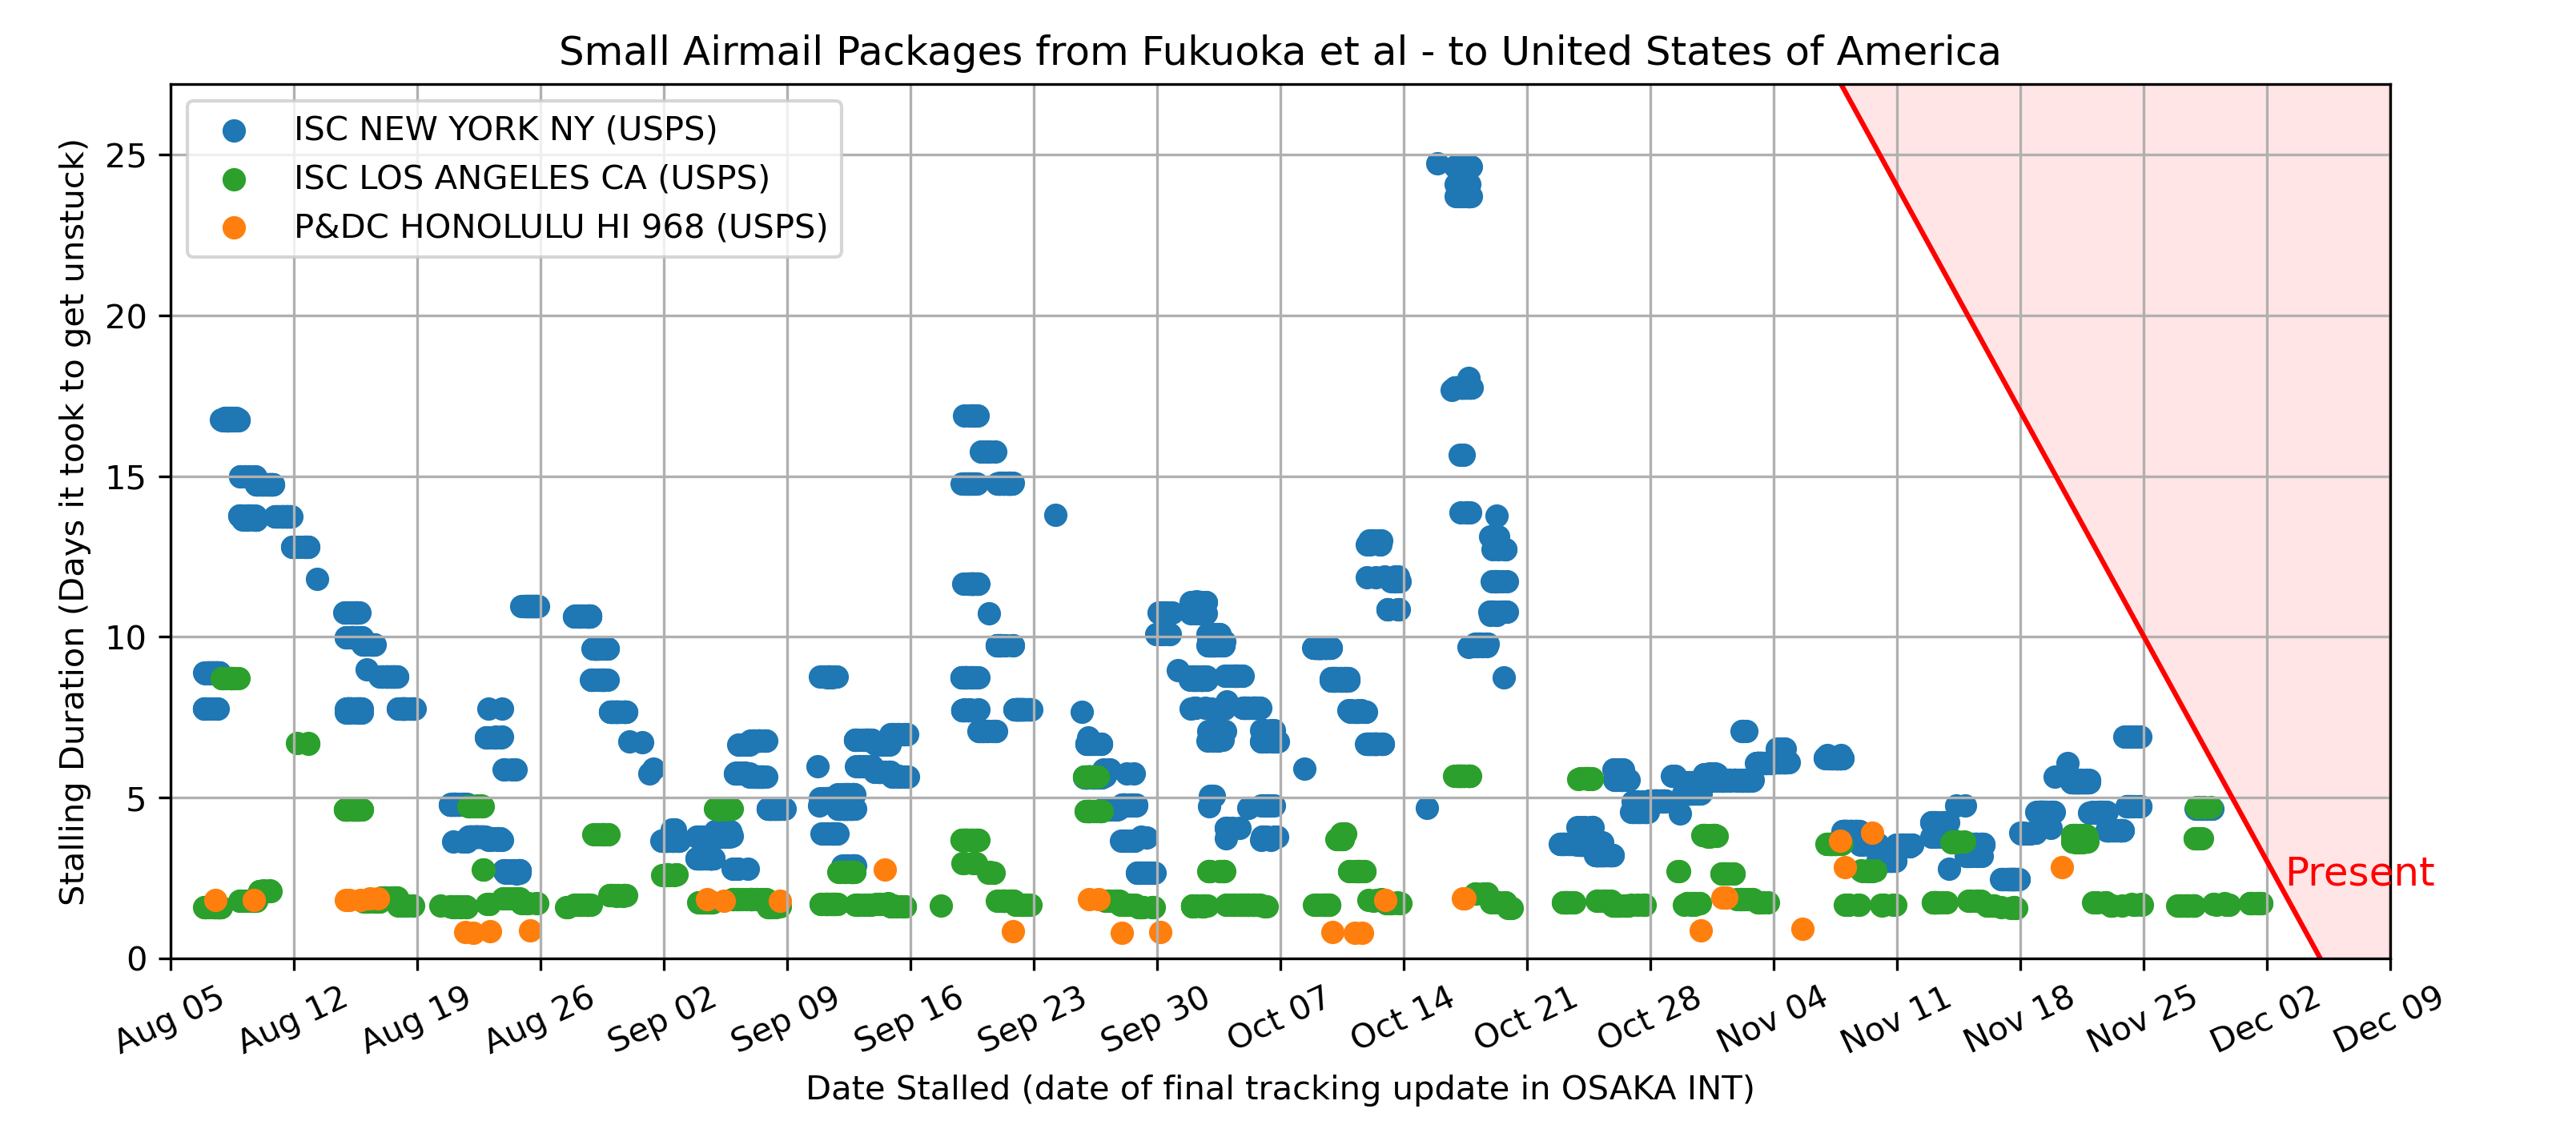 Small Airmail Packages from Fukuoka et al - to United States of America
ISC NEW YORK NY (USPS)
ISC LOS ANGELES CA (USPS)
P&DC HONOLULU HI 968 (USPS)
Stalling Duration (Days it took to get unstuck)
25
20
15
10
5
0
Present
Aug 05 Aug 12 Aug 19 Aug 26 Sep 02 Sep 09 Sep 16 Sep 23 Sep 30 Oct 07 Oct 14 Oct 21 Oct 28 Nov 04 Nov 11 Nov 18 Nov 25 Dec 02 Dec 09
Date Stalled (date of final tracking update in OSAKA INT)